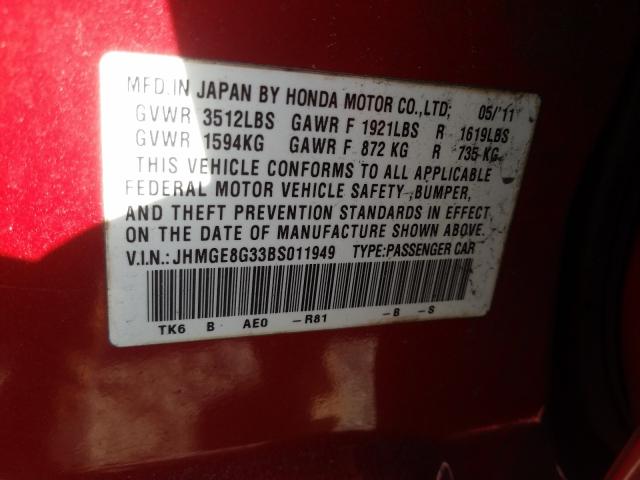 MFD. IN JAPAN BY HONDA MOTOR CO., LTD; 05/'11
GVWR 3512LBS GAWR F 1921LBS R 1619LBS
GVWR 1594KG GAWR F 872 KG R 735 KG
THIS VEHICLE CONFORMS TO ALL APPLICABLE
FEDERAL MOTOR VEHICLE SAFETY, BUMPER,
AND THEFT PREVENTION STANDARDS IN EFFECT
ON THE DATE OF MANUFACTURE SHOWN ABOVE.
V.I.N.: JHMGE8G33BS011949 TYPE:PASSENGER CAR
TK6 B AE0 -R81 -B -S